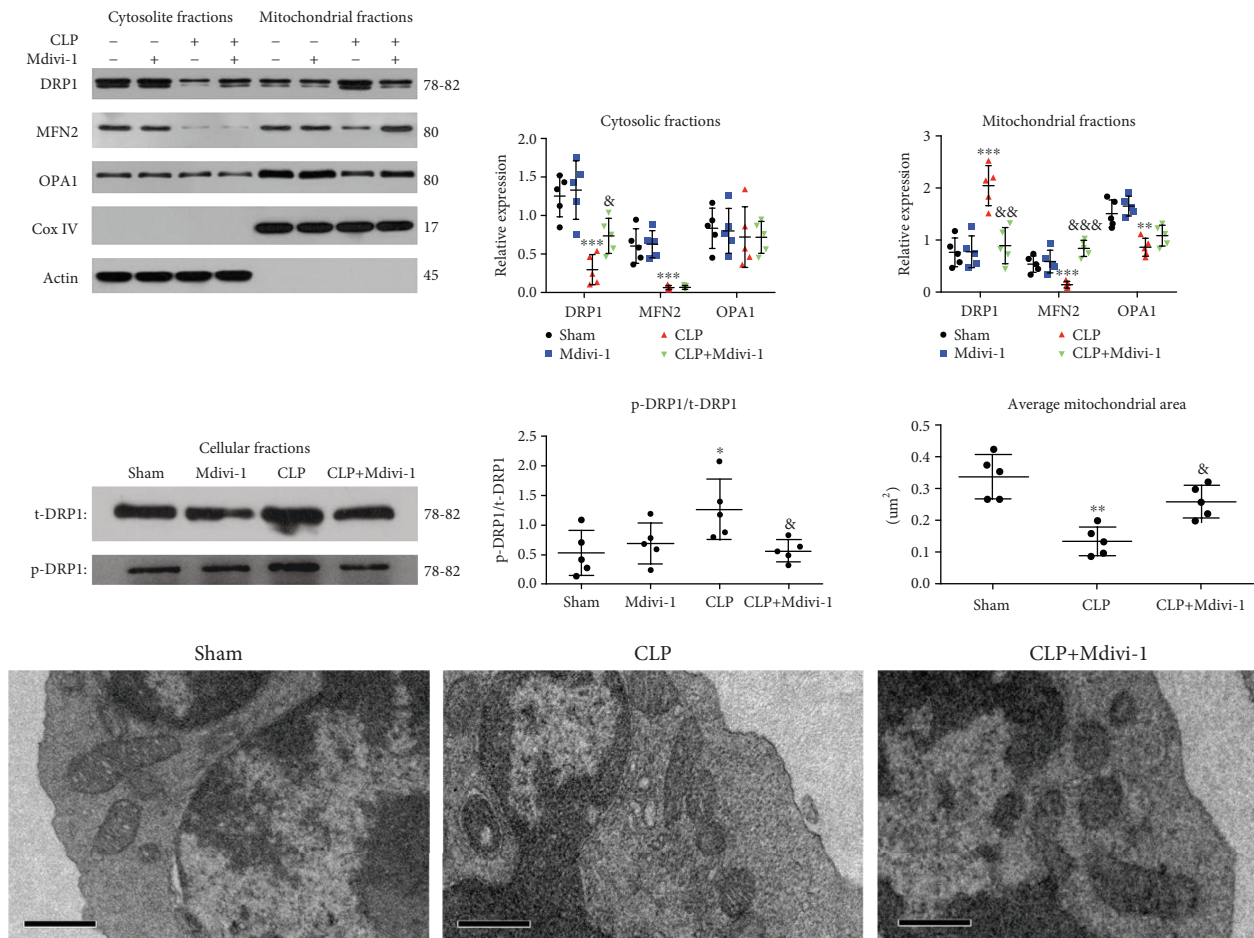 Cytosolite fractions Mitochondrial fractions
CLP − − + + − − + +
Mdivi-1 − + − + − + − +
DRP1 78-82
MFN2 80
OPA1 80
Cox IV 17
Actin 45
Cytosolic fractions
Relative expression
2.0
1.5
1.0
0.5
0.0
***
&
***
DRP1 MFN2 OPA1
Sham CLP
Mdivi-1 CLP+Mdivi-1
Mitochondrial fractions
Relative expression
3
2
1
0
***
&&
***
&&&
**
DRP1 MFN2 OPA1
Sham CLP
Mdivi-1 CLP+Mdivi-1
Cellular fractions
Sham Mdivi-1 CLP CLP+Mdivi-1
t-DRP1: 78-82
p-DRP1: 78-82
p-DRP1/t-DRP1
p-DRP1/t-DRP1
2.5
2.0
1.5
1.0
0.5
0.0
*
&
Sham Mdivi-1 CLP CLP+Mdivi-1
Average mitochondrial area
(um²)
0.5
0.4
0.3
0.2
0.1
0.0
**
&
Sham CLP CLP+Mdivi-1
Sham CLP CLP+Mdivi-1